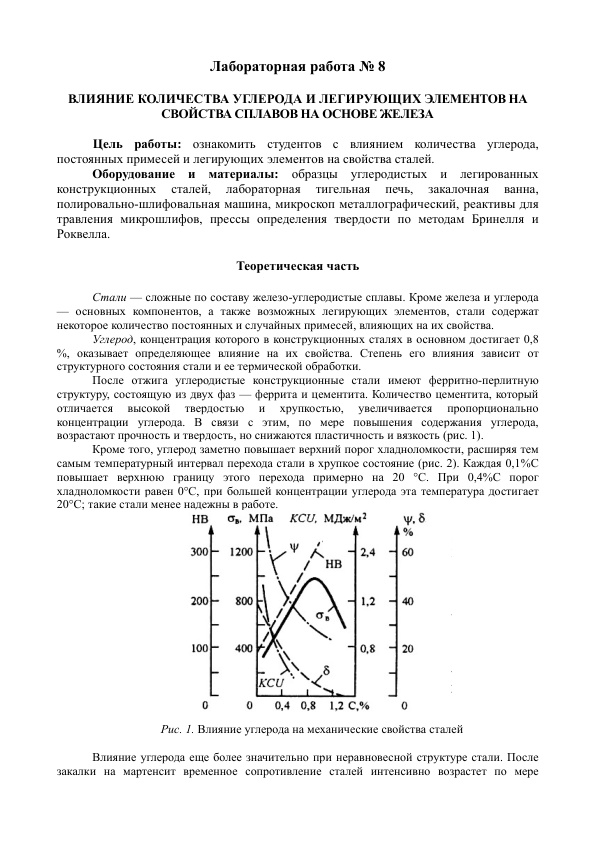 Лабораторная работа № 8
ВЛИЯНИЕ КОЛИЧЕСТВА УГЛЕРОДА И ЛЕГИРУЮЩИХ ЭЛЕМЕНТОВ НА
СВОЙСТВА СПЛАВОВ НА ОСНОВЕ ЖЕЛЕЗА
Цель работы: ознакомить студентов с влиянием количества углерода,
постоянных примесей и легирующих элементов на свойства сталей.
Оборудование и материалы: образцы углеродистых и легированных
конструкционных сталей, лабораторная тигельная печь, закалочная ванна,
полировально-шлифовальная машина, микроскоп металлографический, реактивы для
травления микрошлифов, прессы определения твердости по методам Бринелля и
Роквелла.
Теоретическая часть
Стали — сложные по составу железо-углеродистые сплавы. Кроме железа и углерода
— основных компонентов, а также возможных легирующих элементов, стали содержат
некоторое количество постоянных и случайных примесей, влияющих на их свойства.
Углерод, концентрация которого в конструкционных сталях в основном достигает 0,8
%, оказывает определяющее влияние на их свойства. Степень его влияния зависит от
структурного состояния стали и ее термической обработки.
После отжига углеродистые конструкционные стали имеют ферритно-перлитную
структуру, состоящую из двух фаз — феррита и цементита. Количество цементита, который
отличается высокой твердостью и хрупкостью, увеличивается пропорционально
концентрации углерода. В связи с этим, по мере повышения содержания углерода,
возрастают прочность и твердость, но снижаются пластичность и вязкость (рис. 1).
Кроме того, углерод заметно повышает верхний порог хладноломкости, расширяя тем
самым температурный интервал перехода стали в хрупкое состояние (рис. 2). Каждая 0,1%С
повышает верхнюю границу этого перехода примерно на 20 °С. При 0,4%С порог
хладноломкости равен 0°С, при большей концентрации углерода эта температура достигает
20°С; такие стали менее надежны в работе.
HB σв, МПа KCU, МДж/м² ψ, δ
%
300 1200 ψ HB 2,4 60
200 800 σв 1,2 40
100 400 0,8 20
KCU δ
0 0 0,4 0,8 1,2 C,% 0
Рис. 1. Влияние углерода на механические свойства сталей
Влияние углерода еще более значительно при неравновесной структуре стали. После
закалки на мартенсит временное сопротивление сталей интенсивно возрастет по мере